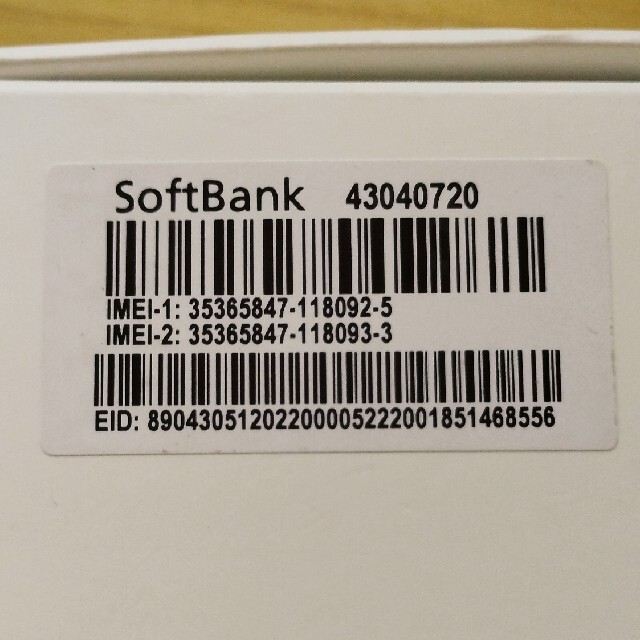 SoftBank 43040720
IMEI-1: 35365847-118092-5
IMEI-2: 35365847-118093-3
EID: 89043051202200005222001851468556